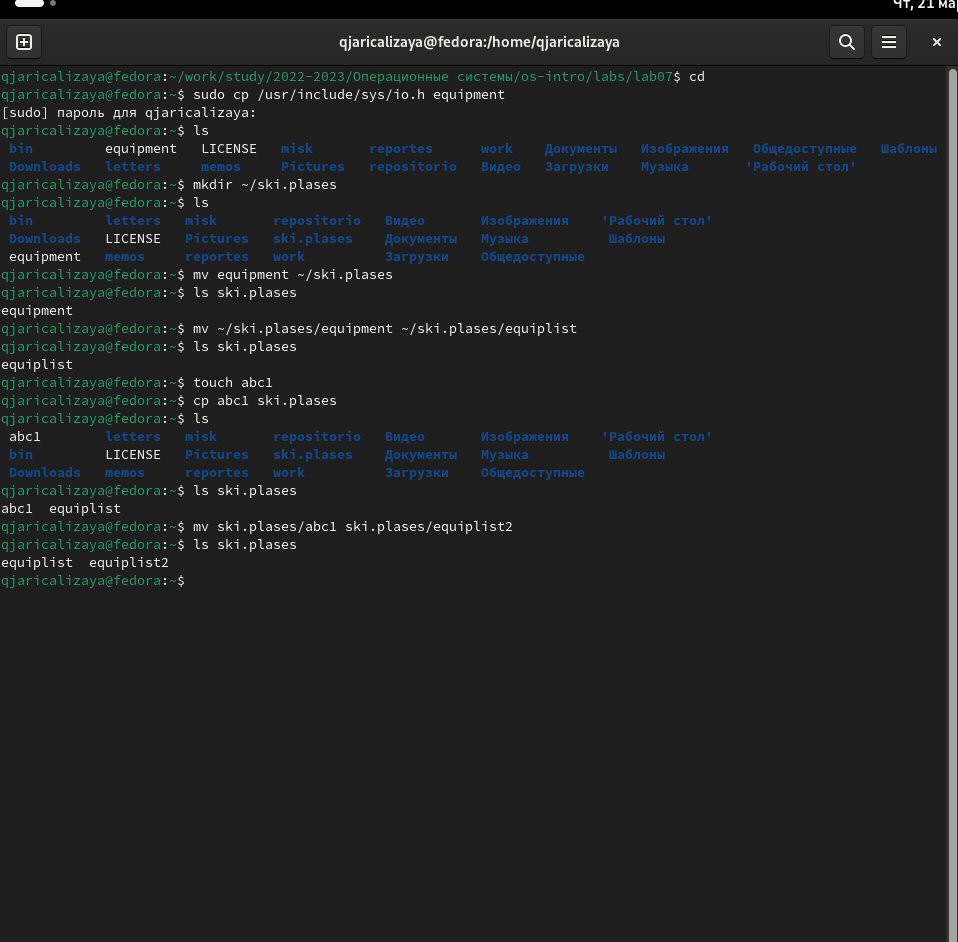 Чт, 21 ма
qjaricalizaya@fedora:/home/qjaricalizaya
qjaricalizaya@fedora:~/work/study/2022-2023/Операционные системы/os-intro/labs/lab07$ cd
qjaricalizaya@fedora:~$ sudo cp /usr/include/sys/io.h equipment
[sudo] пароль для qjaricalizaya:
qjaricalizaya@fedora:~$ ls
bin equipment LICENSE misk reportes work Документы Изображения Общедоступные Шаблоны
Downloads letters memos Pictures repositorio Видео Загрузки Музыка 'Рабочий стол'
qjaricalizaya@fedora:~$ mkdir ~/ski.plases
qjaricalizaya@fedora:~$ ls
bin letters misk repositorio Видео Изображения 'Рабочий стол'
Downloads LICENSE Pictures ski.plases Документы Музыка Шаблоны
equipment memos reportes work Загрузки Общедоступные
qjaricalizaya@fedora:~$ mv equipment ~/ski.plases
qjaricalizaya@fedora:~$ ls ski.plases
equipment
qjaricalizaya@fedora:~$ mv ~/ski.plases/equipment ~/ski.plases/equiplist
qjaricalizaya@fedora:~$ ls ski.plases
equiplist
qjaricalizaya@fedora:~$ touch abc1
qjaricalizaya@fedora:~$ cp abc1 ski.plases
qjaricalizaya@fedora:~$ ls
abc1 letters misk repositorio Видео Изображения 'Рабочий стол'
bin LICENSE Pictures ski.plases Документы Музыка Шаблоны
Downloads memos reportes work Загрузки Общедоступные
qjaricalizaya@fedora:~$ ls ski.plases
abc1 equiplist
qjaricalizaya@fedora:~$ mv ski.plases/abc1 ski.plases/equiplist2
qjaricalizaya@fedora:~$ ls ski.plases
equiplist equiplist2
qjaricalizaya@fedora:~$